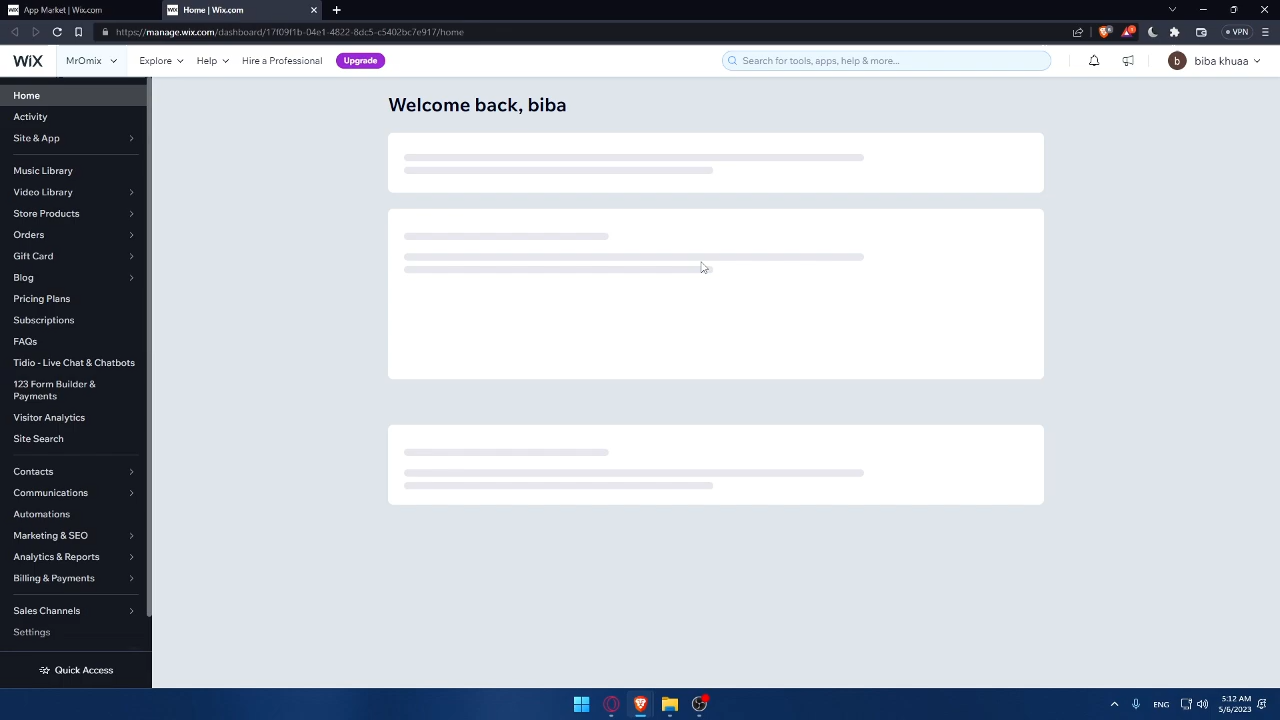 App Market | Wix.com
Home | Wix.com
https://manage.wix.com/dashboard/17f09f1b-04e1-4822-8dc5-c5402bc7e917/home
VPN
WiX
MrOmix
Explore
Help
Hire a Professional
Upgrade
Search for tools, apps, help & more...
b
biba khuaa
Home
Activity
Site & App
Music Library
Video Library
Store Products
Orders
Gift Card
Blog
Pricing Plans
Subscriptions
FAQs
Tidio - Live Chat & Chatbots
123 Form Builder &
Payments
Visitor Analytics
Site Search
Contacts
Communications
Automations
Marketing & SEO
Analytics & Reports
Billing & Payments
Sales Channels
Settings
Quick Access
Welcome back, biba
ENG
5:12 AM
5/6/2023